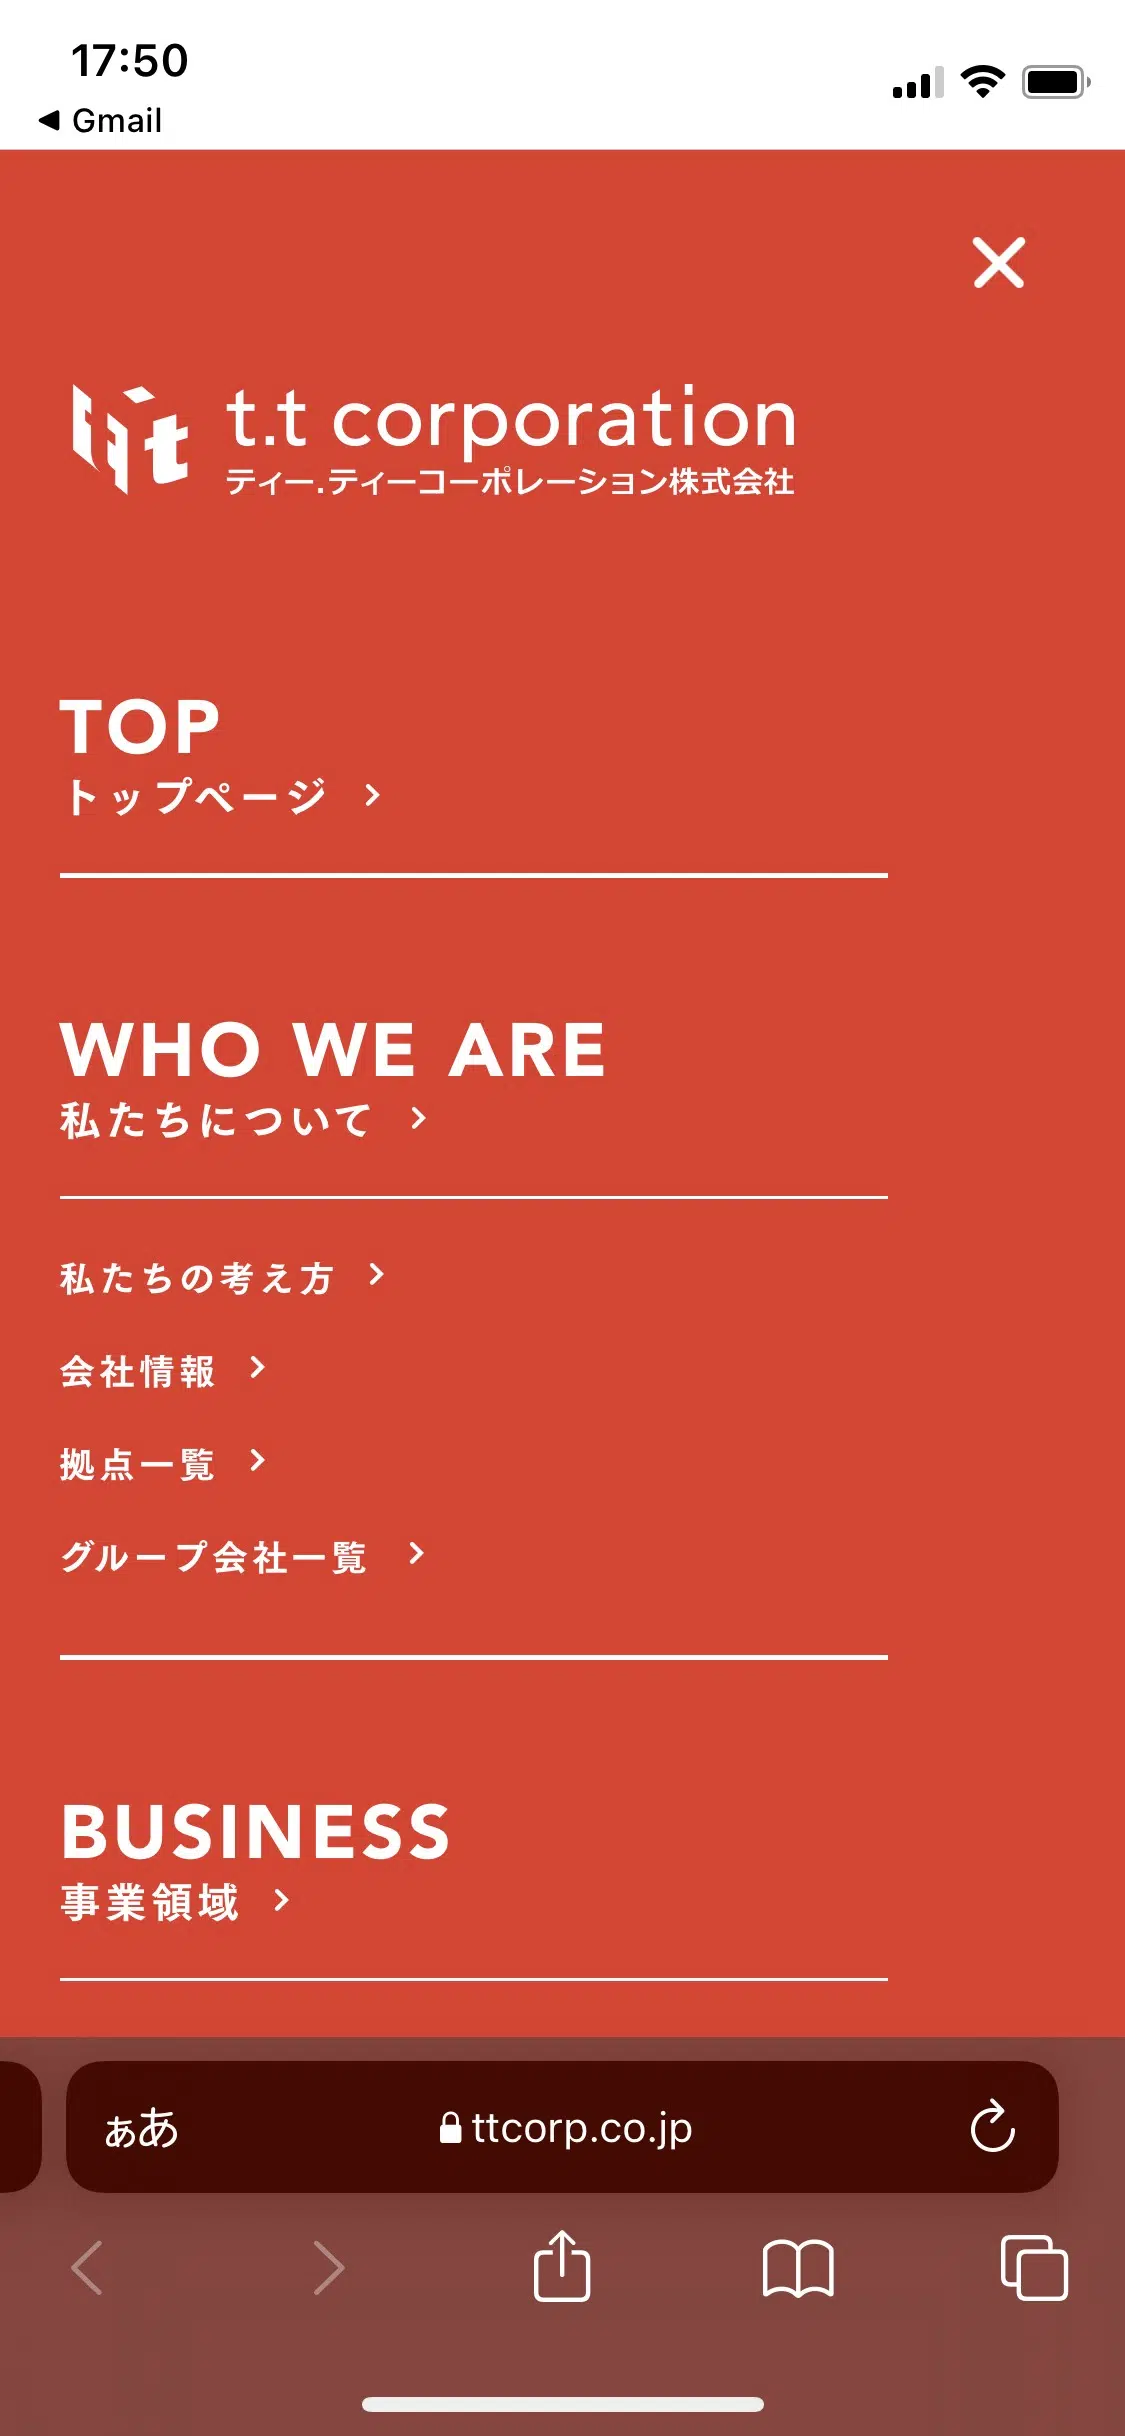 17:50
◀ Gmail
t.t corporation
ティー.ティーコーポレーション株式会社
TOP
トップページ
WHO WE ARE
私たちについて
私たちの考え方
会社情報
拠点一覧
グループ会社一覧
BUSINESS
事業領域
ぁあ ttcorp.co.jp